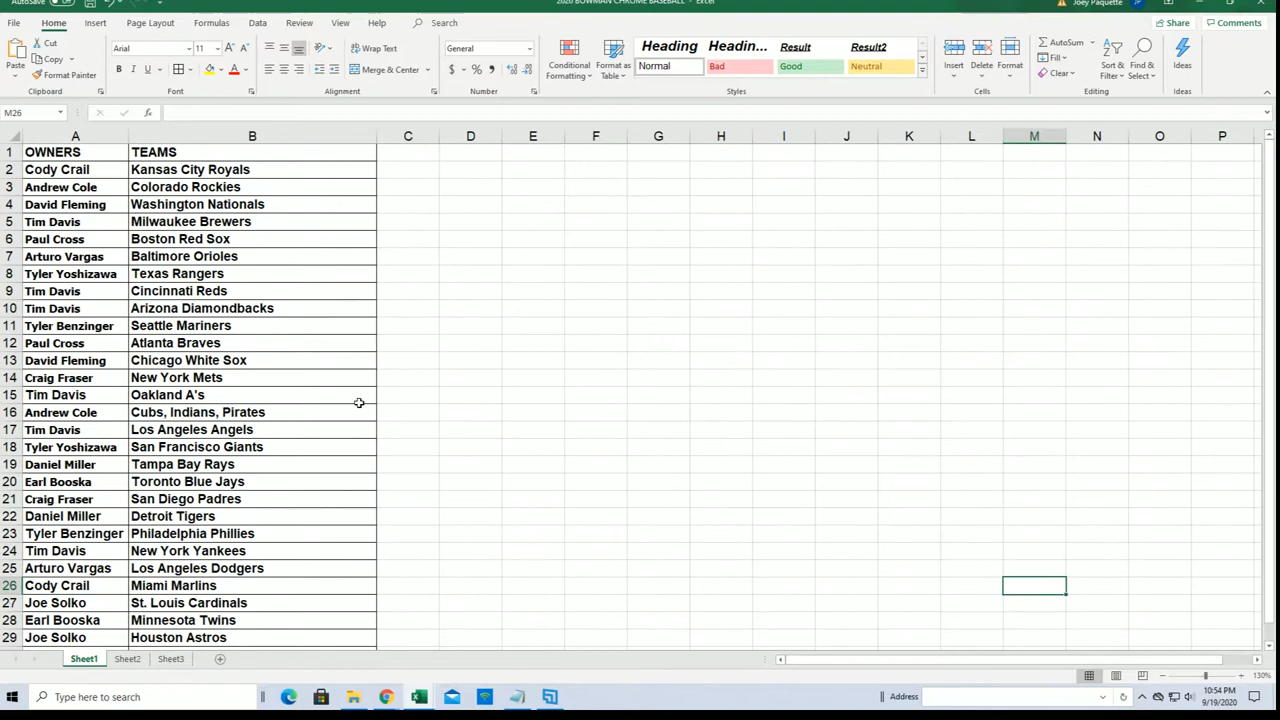 AutoSave Off 2020 BOWMAN CHROME BASEBALL - Excel Joey Paquette JP
File Home Insert Page Layout Formulas Data Review View Help Search Share Comments
Paste Cut Copy Format Painter Clipboard
Arial 11 B I U A Font
Wrap Text Merge & Center Alignment
General $ % Number
Conditional Formatting Format as Table
Heading Headin... Result Result2
Normal Bad Good Neutral
Styles
Insert Delete Format Cells
AutoSum Fill Clear Sort & Filter Find & Select Editing
Ideas Ideas
M26 fx
A B C D E F G H I J K L M N O P
1 OWNERS TEAMS
2 Cody Crail Kansas City Royals
3 Andrew Cole Colorado Rockies
4 David Fleming Washington Nationals
5 Tim Davis Milwaukee Brewers
6 Paul Cross Boston Red Sox
7 Arturo Vargas Baltimore Orioles
8 Tyler Yoshizawa Texas Rangers
9 Tim Davis Cincinnati Reds
10 Tim Davis Arizona Diamondbacks
11 Tyler Benzinger Seattle Mariners
12 Paul Cross Atlanta Braves
13 David Fleming Chicago White Sox
14 Craig Fraser New York Mets
15 Tim Davis Oakland A's
16 Andrew Cole Cubs, Indians, Pirates
17 Tim Davis Los Angeles Angels
18 Tyler Yoshizawa San Francisco Giants
19 Daniel Miller Tampa Bay Rays
20 Earl Booska Toronto Blue Jays
21 Craig Fraser San Diego Padres
22 Daniel Miller Detroit Tigers
23 Tyler Benzinger Philadelphia Phillies
24 Tim Davis New York Yankees
25 Arturo Vargas Los Angeles Dodgers
26 Cody Crail Miami Marlins
27 Joe Solko St. Louis Cardinals
28 Earl Booska Minnesota Twins
29 Joe Solko Houston Astros
Sheet1 Sheet2 Sheet3
130%
Type here to search Address 10:54 PM
9/19/2020